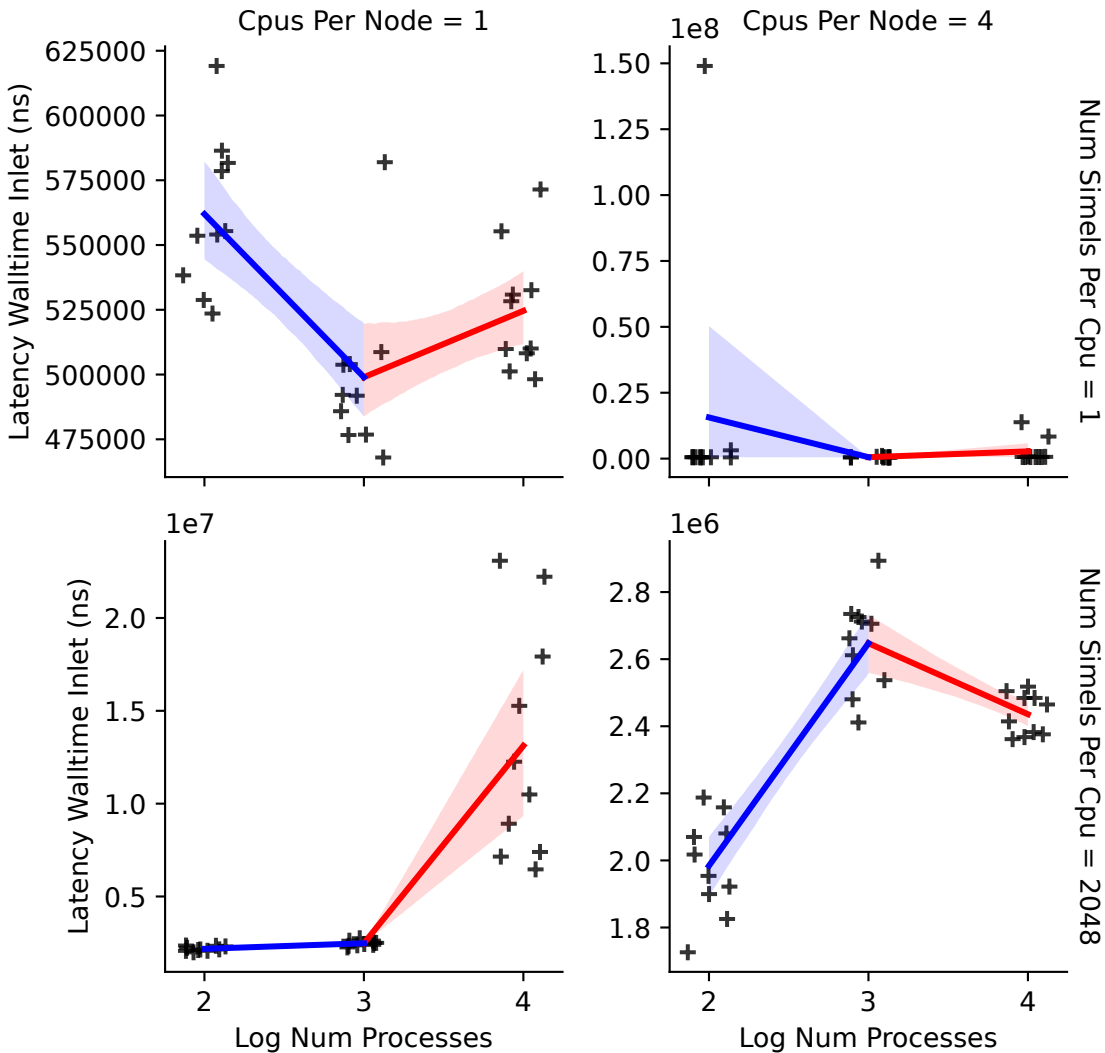 Cpus Per Node = 1
Cpus Per Node = 4
Latency Walltime Inlet (ns)
625000
600000
575000
550000
525000
500000
475000
1e8
1.50
1.25
1.00
0.75
0.50
0.25
0.00
Num Simels Per Cpu = 1
Latency Walltime Inlet (ns)
1e7
2.0
1.5
1.0
0.5
2
3
4
Log Num Processes
1e6
2.8
2.6
2.4
2.2
2.0
1.8
2
3
4
Log Num Processes
Num Simels Per Cpu = 2048